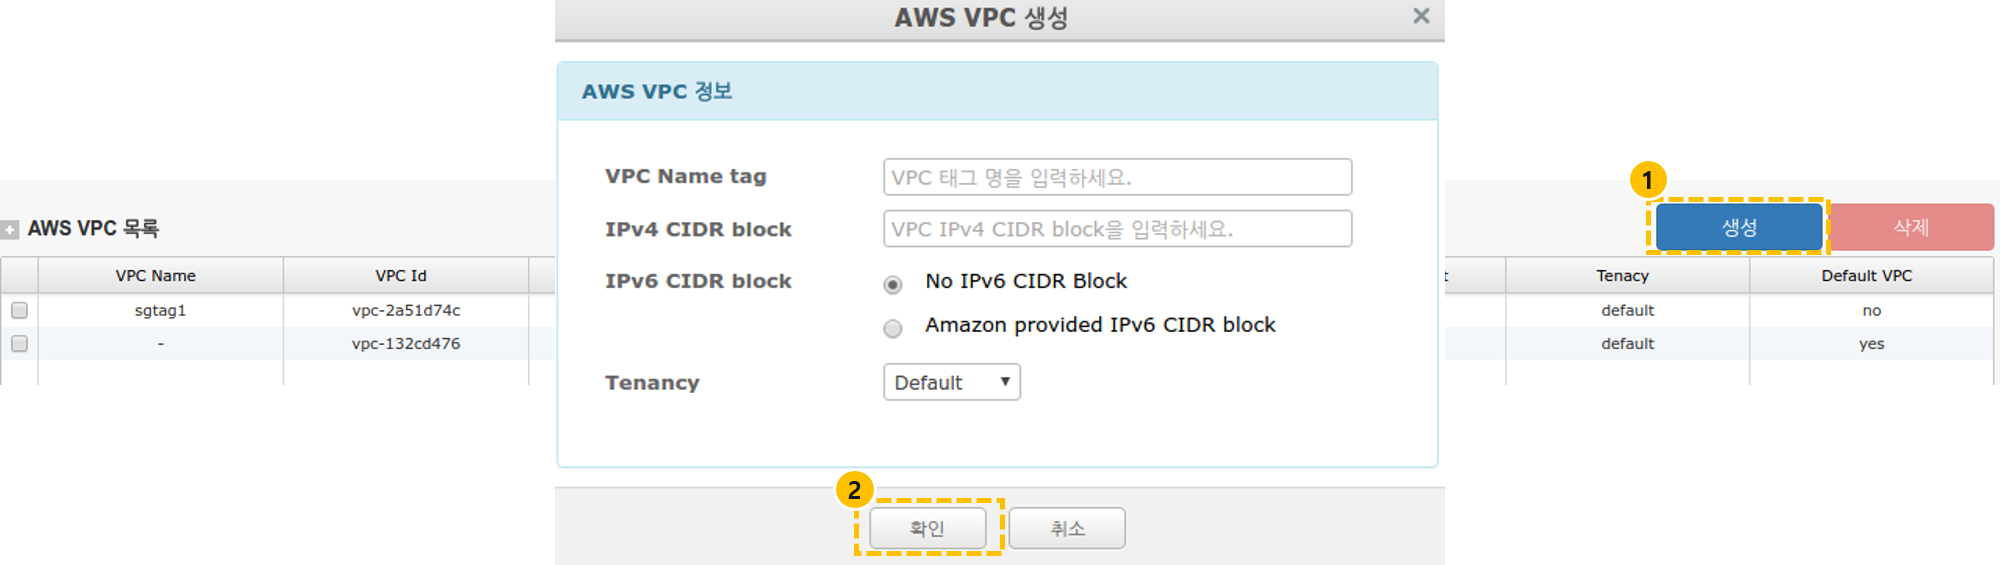 AWS VPC 생성
×
AWS VPC 정보
VPC Name tag
VPC 태그 명을 입력하세요.
IPv4 CIDR block
VPC IPv4 CIDR block을 입력하세요.
IPv6 CIDR block
No IPv6 CIDR Block
Amazon provided IPv6 CIDR block
Tenancy
Default
2
확인
취소
AWS VPC 목록
1
생성
삭제
VPC Name
VPC Id
t
Tenacy
Default VPC
sgtag1
vpc-2a51d74c
default
no
-
vpc-132cd476
default
yes